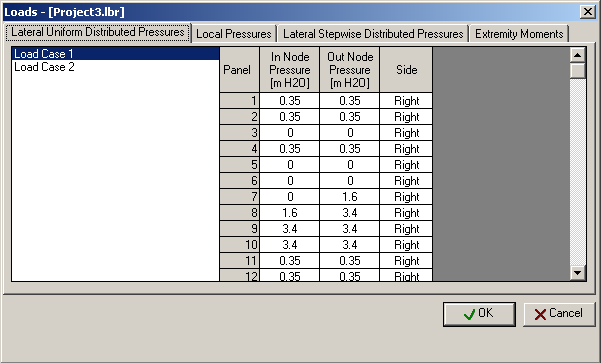 Loads - [Project3.lbr]
Lateral Uniform Distributed Pressures Local Pressures Lateral Stepwise Distributed Pressures Extremity Moments
Load Case 1
Load Case 2
Panel In Node Pressure [m H2O] Out Node Pressure [m H2O] Side
1 0.35 0.35 Right
2 0.35 0.35 Right
3 0 0 Right
4 0.35 0.35 Right
5 0 0 Right
6 0 0 Right
7 0 1.6 Right
8 1.6 3.4 Right
9 3.4 3.4 Right
10 3.4 3.4 Right
11 0.35 0.35 Right
12 0.35 0.35 Right
OK Cancel